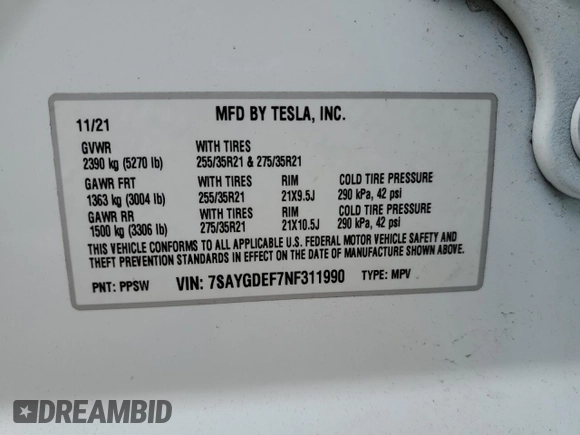 MFD BY TESLA, INC.
11/21
GVWR WITH TIRES
2390 kg (5270 lb) 255/35R21 & 275/35R21
GAWR FRT WITH TIRES RIM COLD TIRE PRESSURE
1363 kg (3004 lb) 255/35R21 21X9.5J 290 kPa, 42 psi
GAWR RR WITH TIRES RIM COLD TIRE PRESSURE
1500 kg (3306 lb) 275/35R21 21X10.5J 290 kPa, 42 psi
THIS VEHICLE CONFORMS TO ALL APPLICABLE U.S. FEDERAL MOTOR VEHICLE SAFETY AND
THEFT PREVENTION STANDARDS IN EFFECT ON THE DATE OF MANUFACTURE SHOWN ABOVE.
PNT: PPSW VIN: 7SAYGDEF7NF311990 TYPE: MPV
DREAMBID